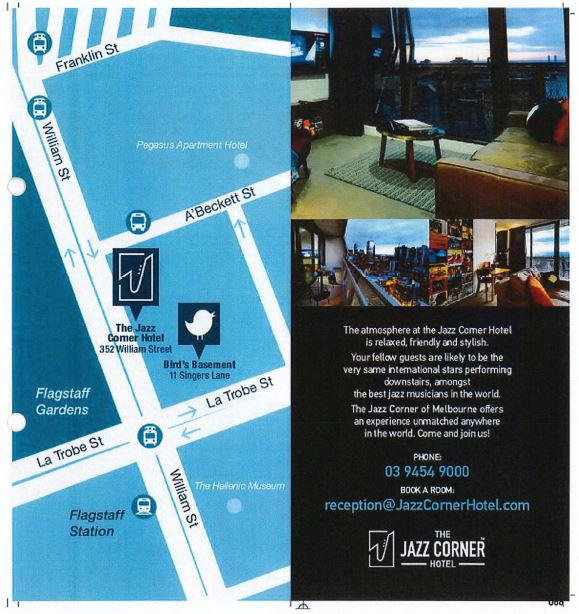 Franklin St
William St
Pegasus Apartment Hotel
A'Beckett St
The Jazz
Corner Hotel
352 William Street
Bird's Basement
11 Singers Lane
Flagstaff
Gardens
La Trobe St
La Trobe St
The Hellenic Museum
William St
Flagstaff
Station
The atmosphere at the Jazz Corner Hotel
is relaxed, friendly and stylish.
Your fellow guests are likely to be the
very same international stars performing
downstairs, amongst
the best jazz musicians in the world.
The Jazz Corner of Melbourne offers
an experience unmatched anywhere
in the world. Come and join us!
PHONE:
03 9454 9000
BOOK A ROOM:
reception@JazzCornerHotel.com
THE
JAZZ CORNER™
HOTEL